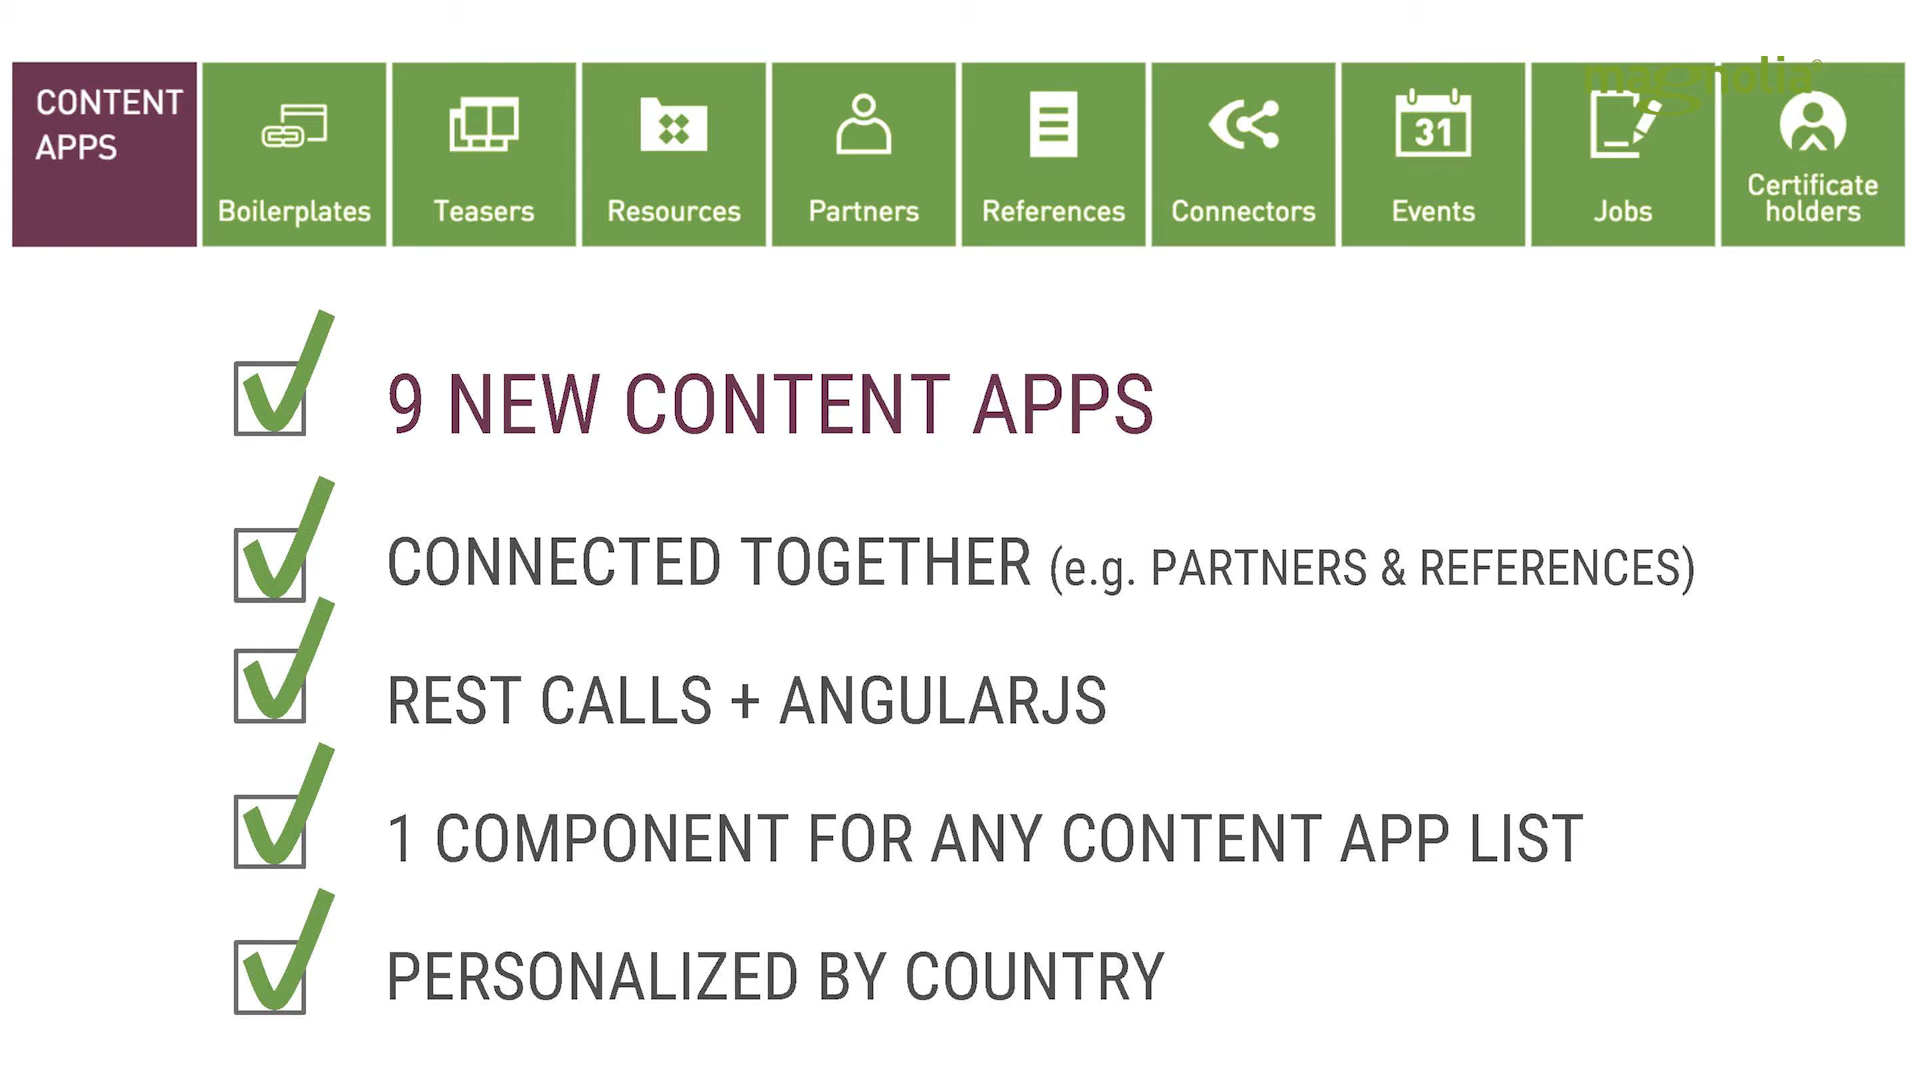 magnolia®
CONTENT
APPS
Boilerplates
Teasers
Resources
Partners
References
Connectors
31
Events
Jobs
Certificate
holders
9 NEW CONTENT APPS
CONNECTED TOGETHER (e.g. PARTNERS & REFERENCES)
REST CALLS + ANGULARJS
1 COMPONENT FOR ANY CONTENT APP LIST
PERSONALIZED BY COUNTRY